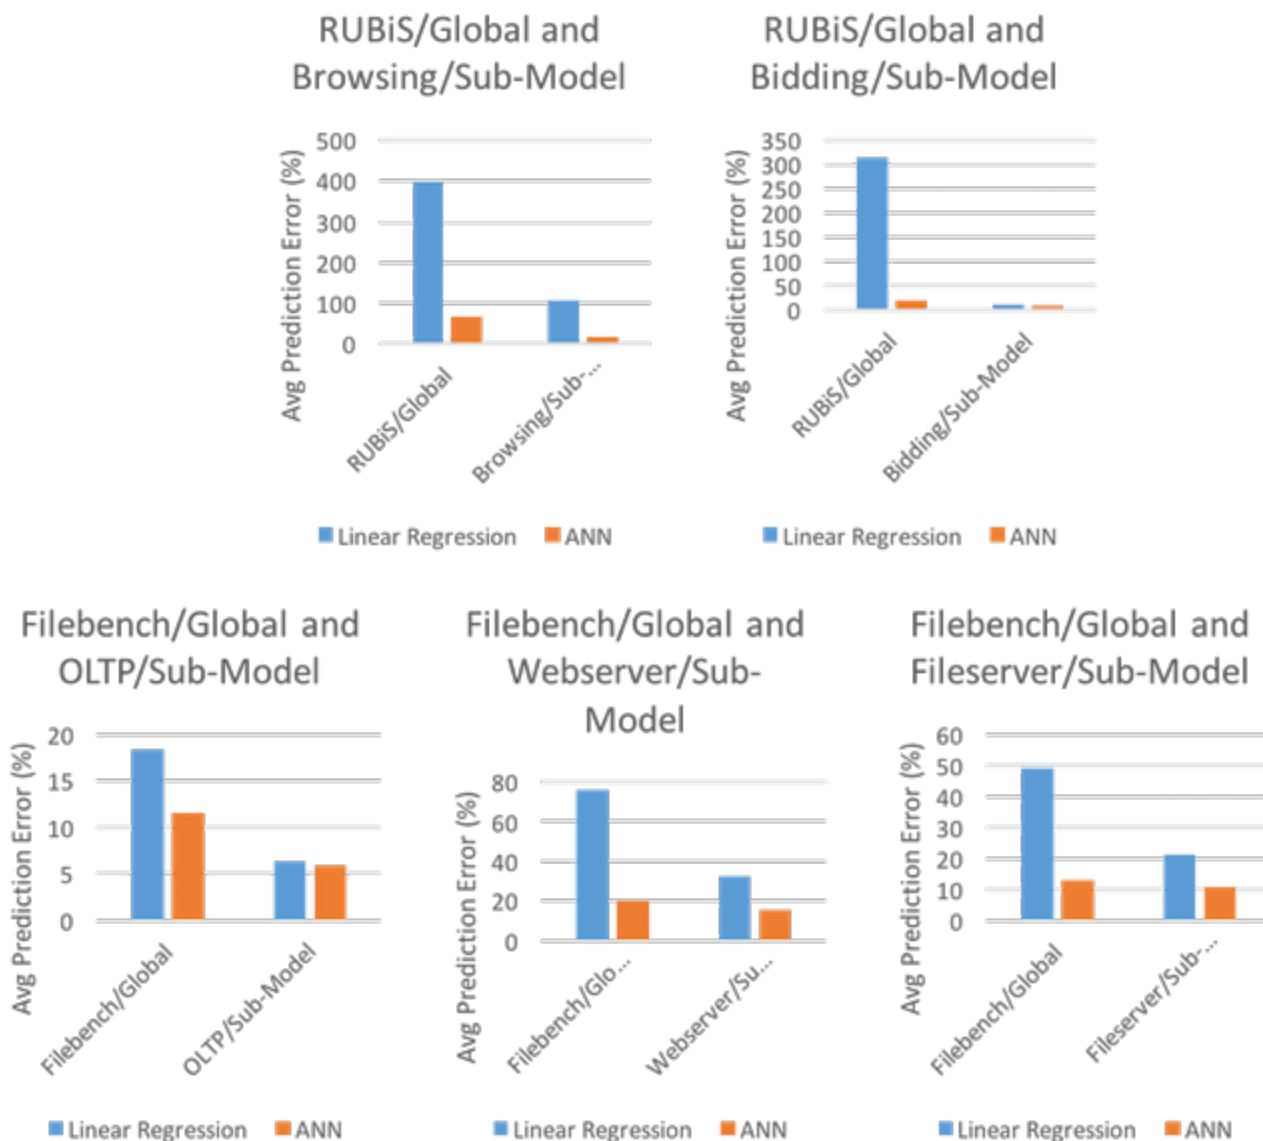 RUBiS/Global and
Browsing/Sub-Model
Avg Prediction Error (%)
500
400
300
200
100
0
RUBiS/Global
Browsing/Sub-...
Linear Regression
ANN
RUBiS/Global and
Bidding/Sub-Model
Avg Prediction Error (%)
350
300
250
200
150
100
50
0
RUBiS/Global
Bidding/Sub-Model
Linear Regression
ANN
Filebench/Global and
OLTP/Sub-Model
Avg Prediction Error (%)
20
15
10
5
0
Filebench/Global
OLTP/Sub-Model
Linear Regression
ANN
Filebench/Global and
Webserver/Sub-
Model
Avg Prediction Error (%)
80
60
40
20
0
Filebench/Glo...
Webserver/Su...
Linear Regression
ANN
Filebench/Global and
Fileserver/Sub-Model
Avg Prediction Error (%)
60
50
40
30
20
10
0
Filebench/Global
Fileserver/Sub-...
Linear Regression
ANN